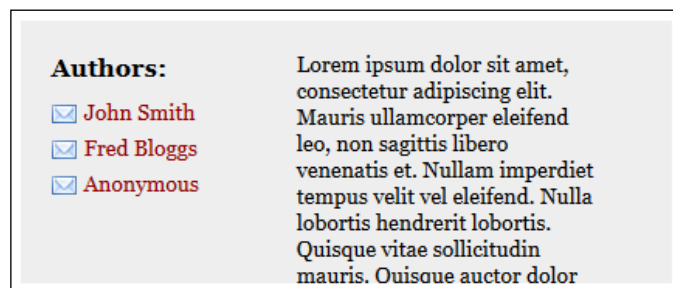 Authors:
John Smith
Fred Bloggs
Anonymous
Lorem ipsum dolor sit amet,
consectetur adipiscing elit.
Mauris ullamcorper eleifend
leo, non sagittis libero
venenatis et. Nullam imperdiet
tempus velit vel eleifend. Nulla
lobortis hendrerit lobortis.
Quisque vitae sollicitudin
mauris. Quisque auctor dolor